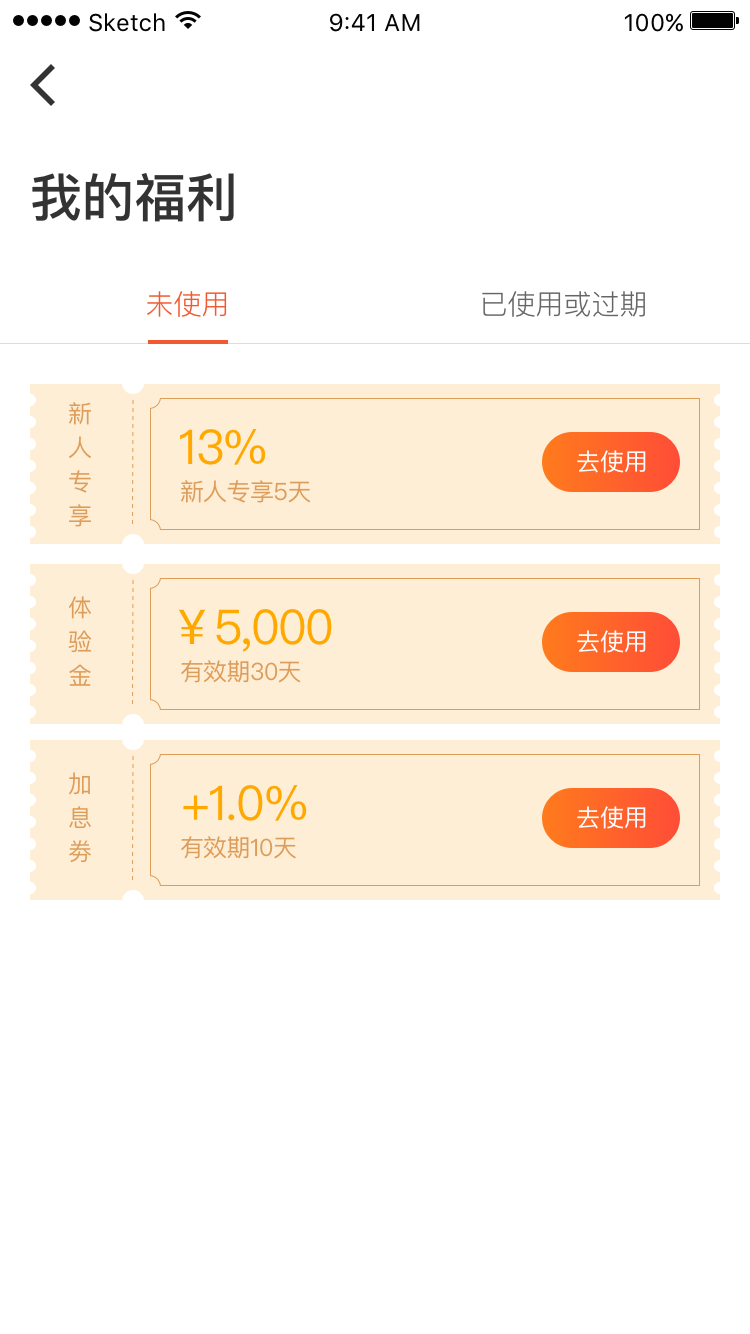 Sketch 9:41 AM 100%
我的福利
未使用 已使用或过期
新人专享
13%
新人专享5天
去使用
体验金
¥ 5,000
有效期30天
去使用
加息券
+1.0%
有效期10天
去使用